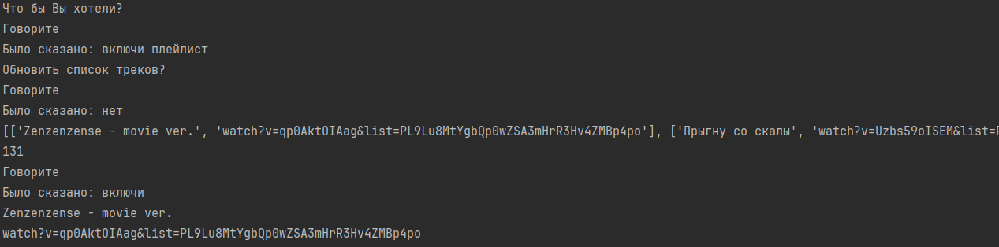 Что бы Вы хотели?
Говорите
Было сказано: включи плейлист
Обновить список треков?
Говорите
Было сказано: нет
[['Zenzenzense - movie ver.', 'watch?v=qp0AktOIAag&list=PL9Lu8MtYgbQp0wZSA3mHrR3Hv4ZMBp4po'], ['Прыгну со скалы', 'watch?v=Uzbs59oISEM&list=P
131
Говорите
Было сказано: включи
Zenzenzense - movie ver.
watch?v=qp0AktOIAag&list=PL9Lu8MtYgbQp0wZSA3mHrR3Hv4ZMBp4po